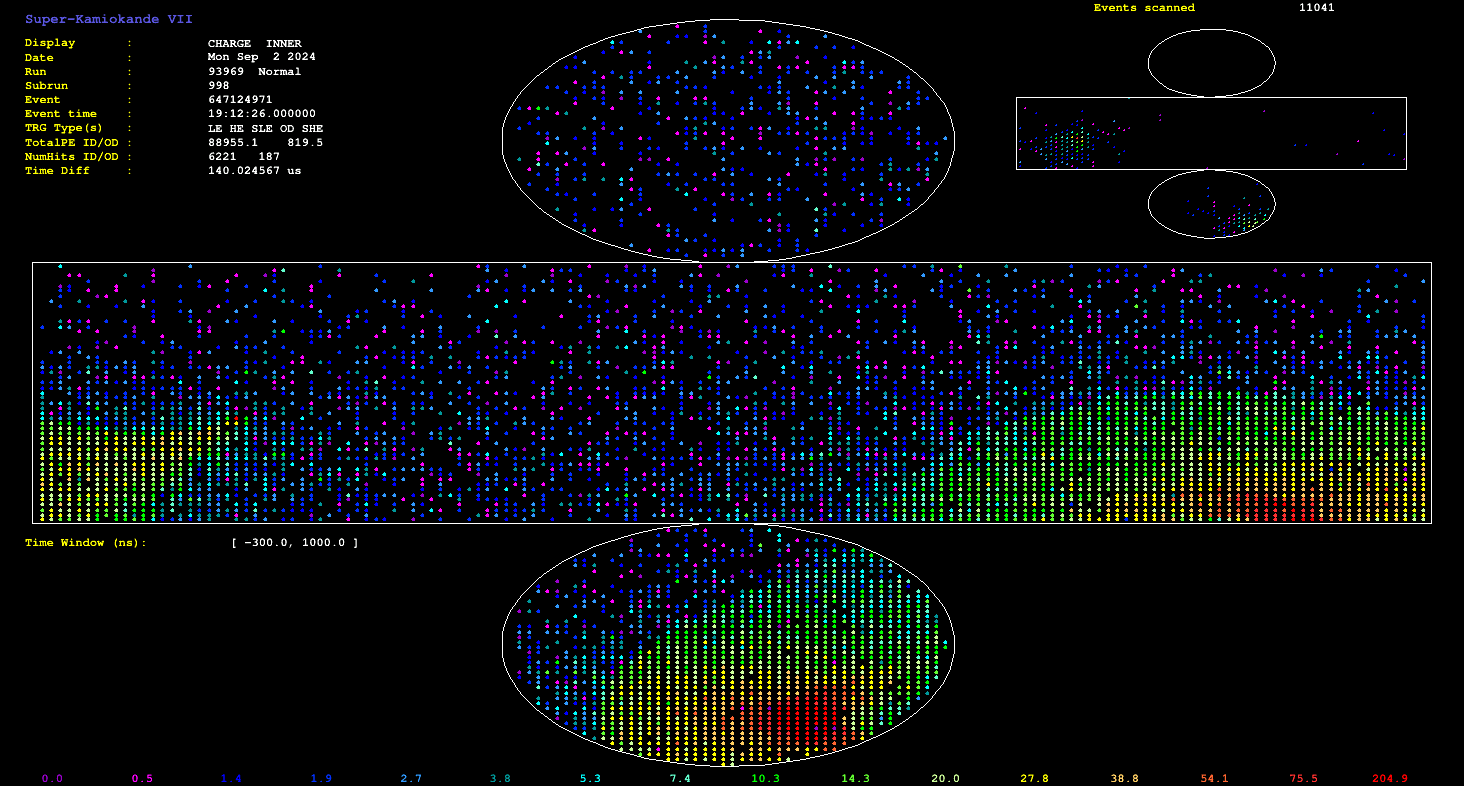 Super-Kamiokande VII
Events scanned 11041
Display : CHARGE INNER
Date : Mon Sep 2 2024
Run : 93969 Normal
Subrun : 998
Event : 647124971
Event time : 19:12:26.000000
TRG Type(s) : LE HE SLE OD SHE
TotalPE ID/OD : 88955.1 819.5
NumHits ID/OD : 6221 187
Time Diff : 140.024567 us
Time Window (ns): [ -300.0, 1000.0 ]
0.0 0.5 1.4 1.9 2.7 3.8 5.3 7.4 10.3 14.3 20.0 27.8 38.8 54.1 75.5 204.9